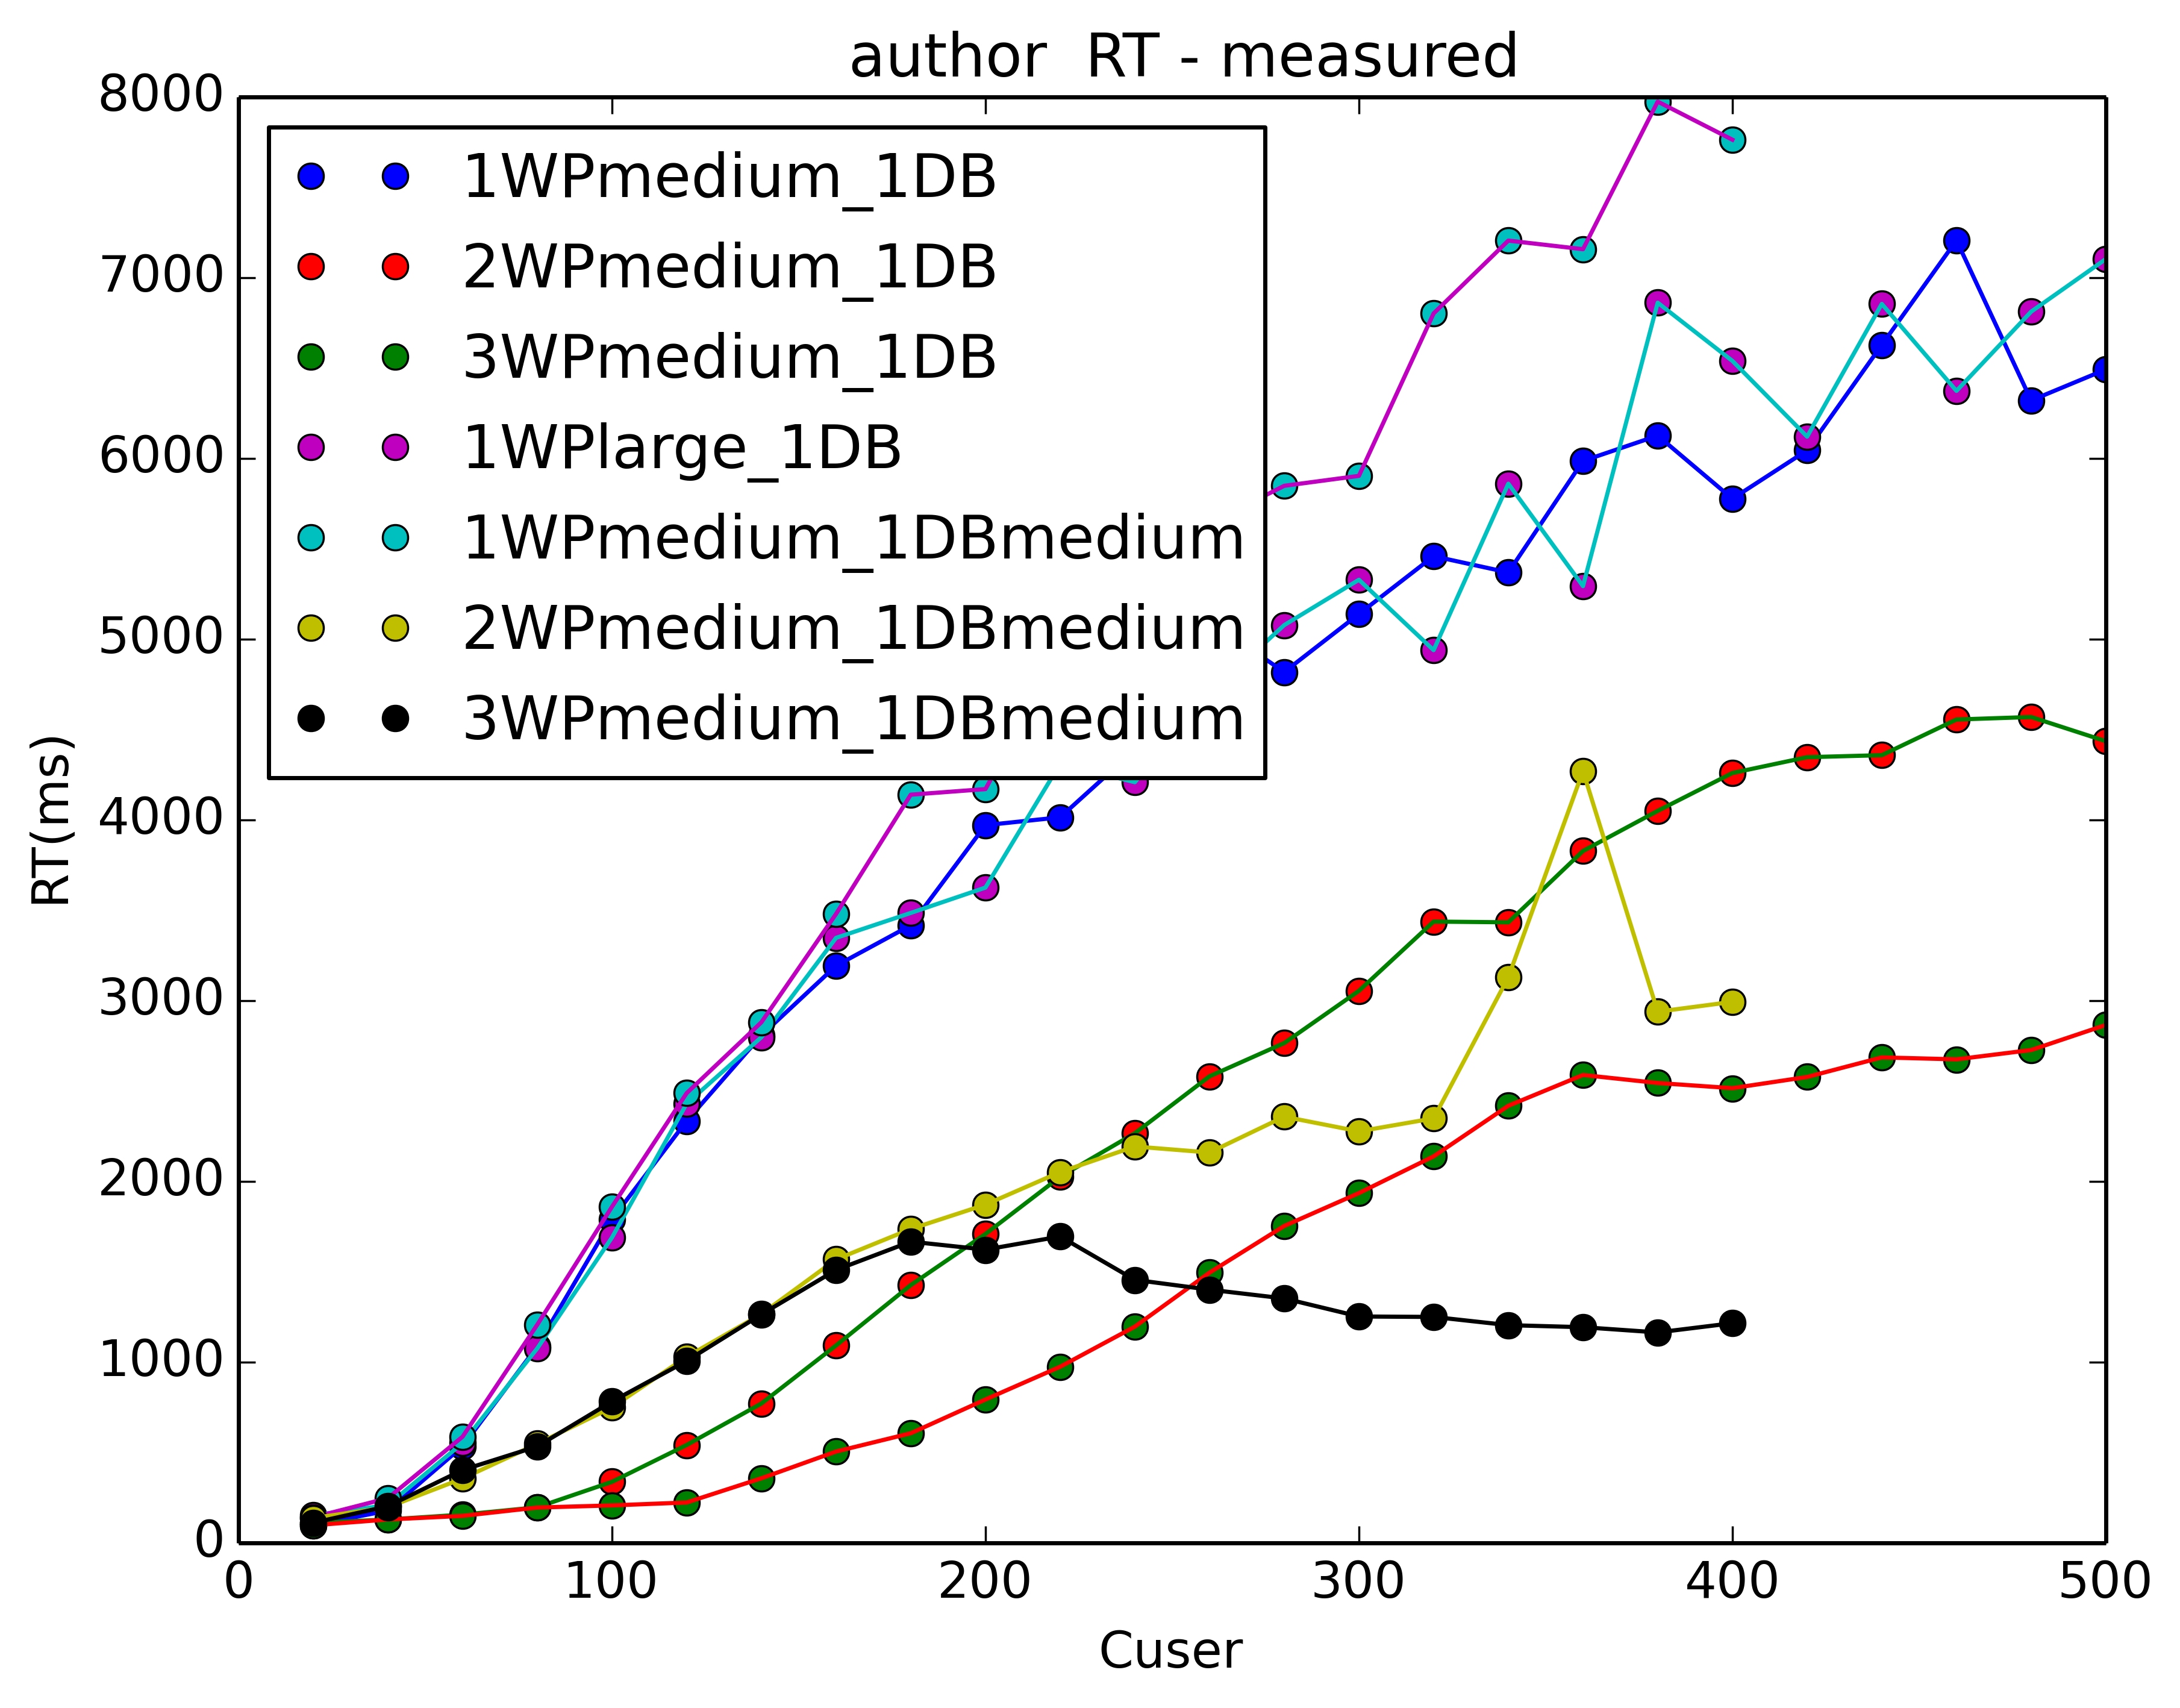 author  RT - measured
8000
7000
6000
5000
4000
3000
2000
1000
0
RT(ms)
1WPmedium_1DB
2WPmedium_1DB
3WPmedium_1DB
1WPlarge_1DB
1WPmedium_1DBmedium
2WPmedium_1DBmedium
3WPmedium_1DBmedium
0 100 200 300 400 500
Cuser